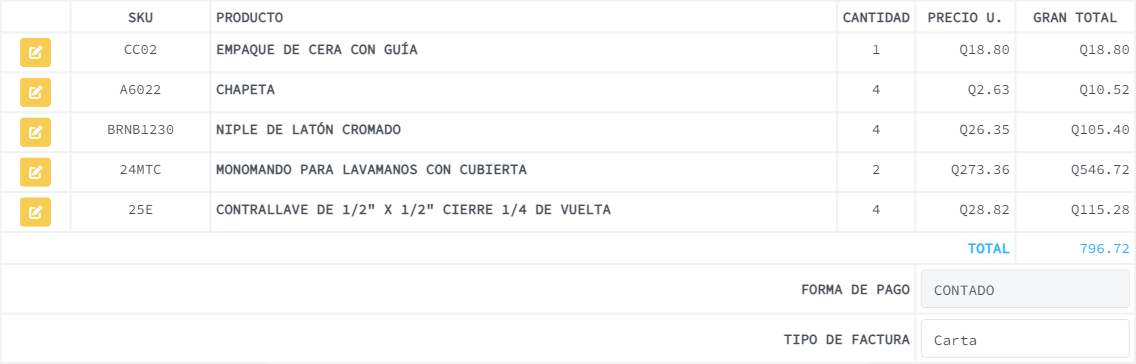 SKU PRODUCTO CANTIDAD PRECIO U. GRAN TOTAL
CC02 EMPAQUE DE CERA CON GUÍA 1 Q18.80 Q18.80
A6022 CHAPETA 4 Q2.63 Q10.52
BRNB1230 NIPLE DE LATÓN CROMADO 4 Q26.35 Q105.40
24MTC MONOMANDO PARA LAVAMANOS CON CUBIERTA 2 Q273.36 Q546.72
25E CONTRALLAVE DE 1/2" X 1/2" CIERRE 1/4 DE VUELTA 4 Q28.82 Q115.28
TOTAL 796.72
FORMA DE PAGO CONTADO
TIPO DE FACTURA Carta